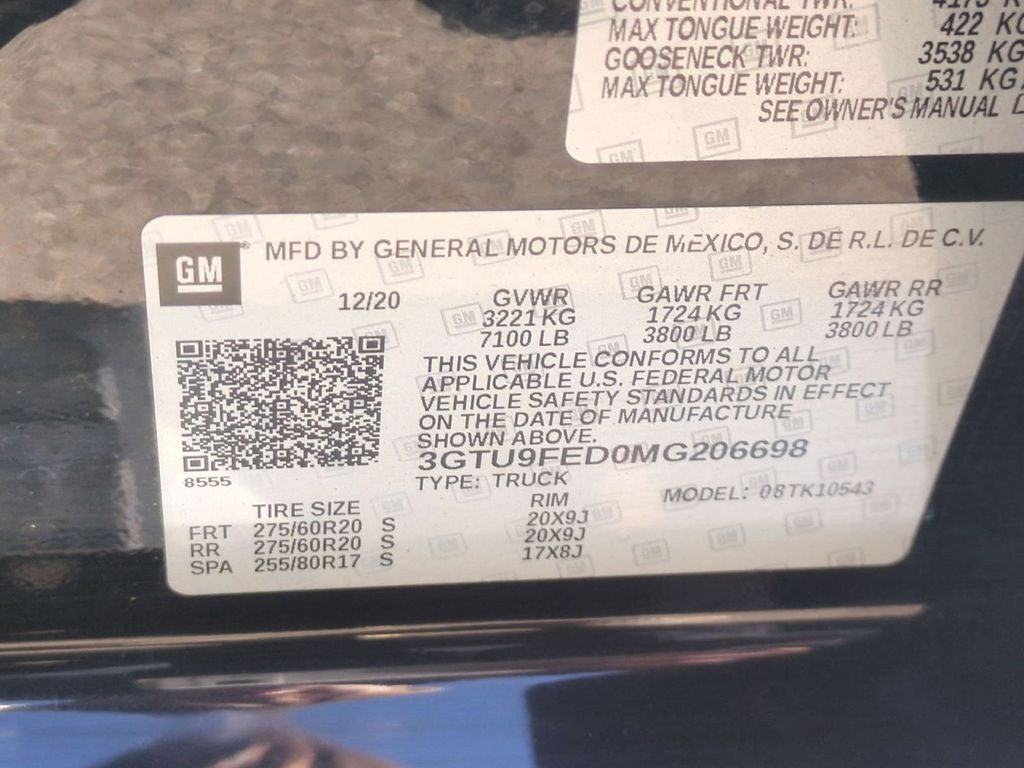 CONVENTIONAL TWR:
MAX TONGUE WEIGHT: 422 KG
GOOSENECK TWR: 3538 KG
MAX TONGUE WEIGHT: 531 KG
SEE OWNER'S MANUAL
GM MFD BY GENERAL MOTORS DE MEXICO, S. DE R.L. DE C.V.
12/20 GVWR GAWR FRT GAWR RR
3221 KG 1724 KG 1724 KG
7100 LB 3800 LB 3800 LB
THIS VEHICLE CONFORMS TO ALL
APPLICABLE U.S. FEDERAL MOTOR
VEHICLE SAFETY STANDARDS IN EFFECT
ON THE DATE OF MANUFACTURE
SHOWN ABOVE.
3GTU9FED0MG206698
8555 TYPE: TRUCK MODEL: 08TK10543
TIRE SIZE RIM
FRT 275/60R20 S 20X9J
RR 275/60R20 S 20X9J
SPA 255/80R17 S 17X8J